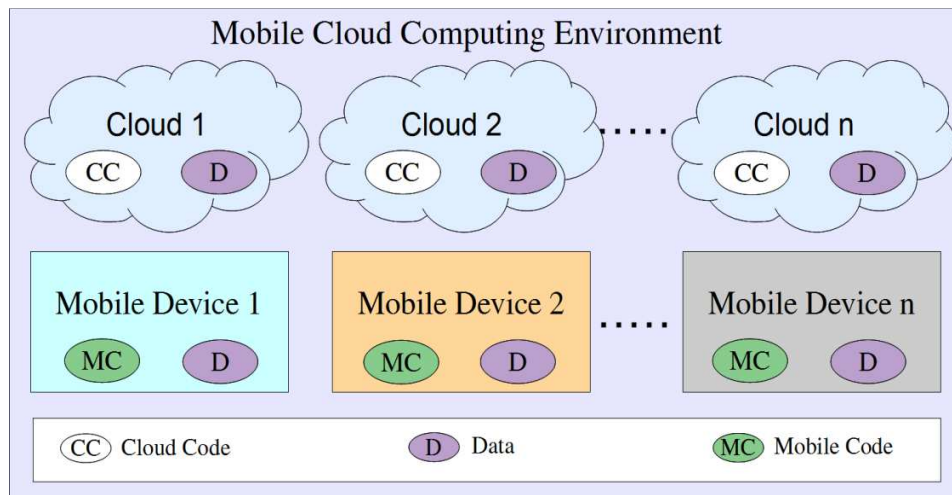 Mobile Cloud Computing Environment
Cloud 1 Cloud 2 ..... Cloud n
CC D CC D CC D
Mobile Device 1 Mobile Device 2 ..... Mobile Device n
MC D MC D MC D
CC Cloud Code D Data MC Mobile Code